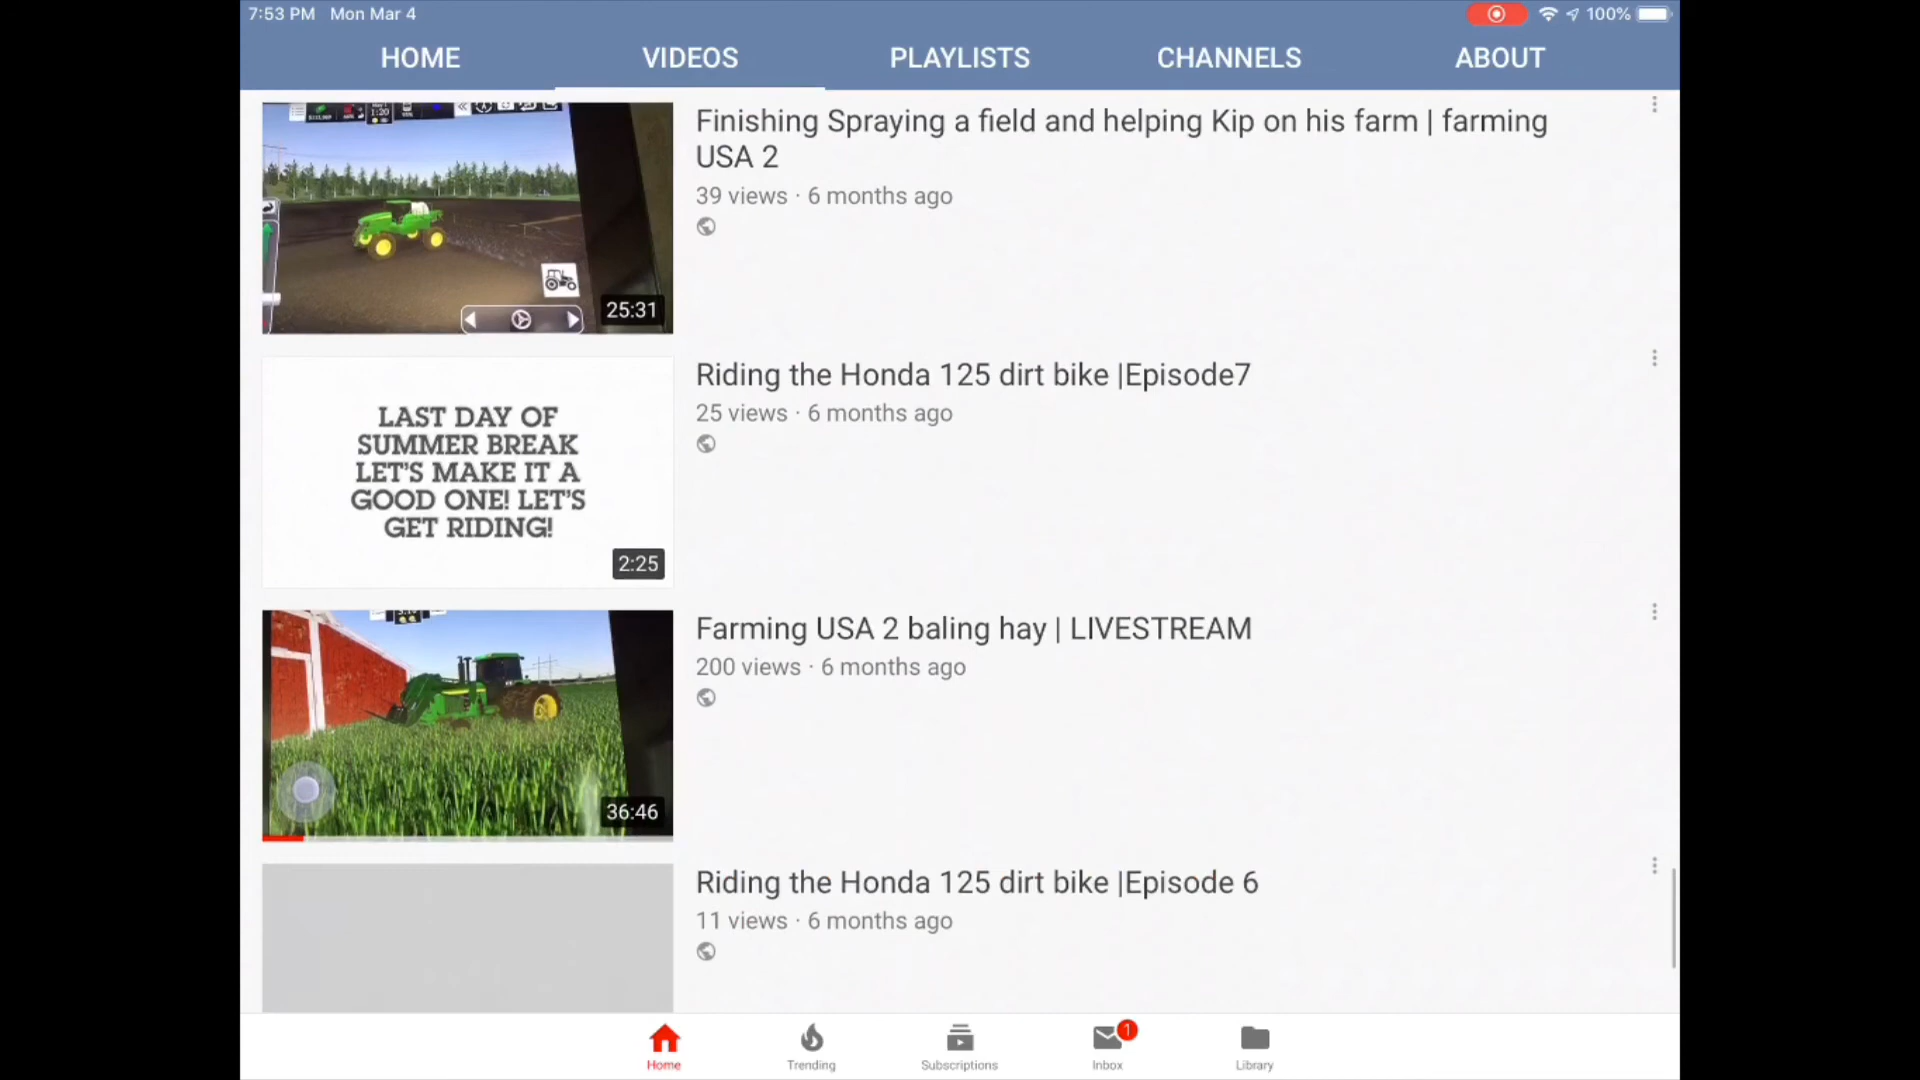 7:53 PM Mon Mar 4
100%
HOME VIDEOS PLAYLISTS CHANNELS ABOUT
1:20
25:31
Finishing Spraying a field and helping Kip on his farm | farming
USA 2
39 views · 6 months ago
LAST DAY OF
SUMMER BREAK
LET'S MAKE IT A
GOOD ONE! LET'S
GET RIDING!
2:25
Riding the Honda 125 dirt bike |Episode7
25 views · 6 months ago
36:46
Farming USA 2 baling hay | LIVESTREAM
200 views · 6 months ago
Riding the Honda 125 dirt bike |Episode 6
11 views · 6 months ago
1
Home Trending Subscriptions Inbox Library